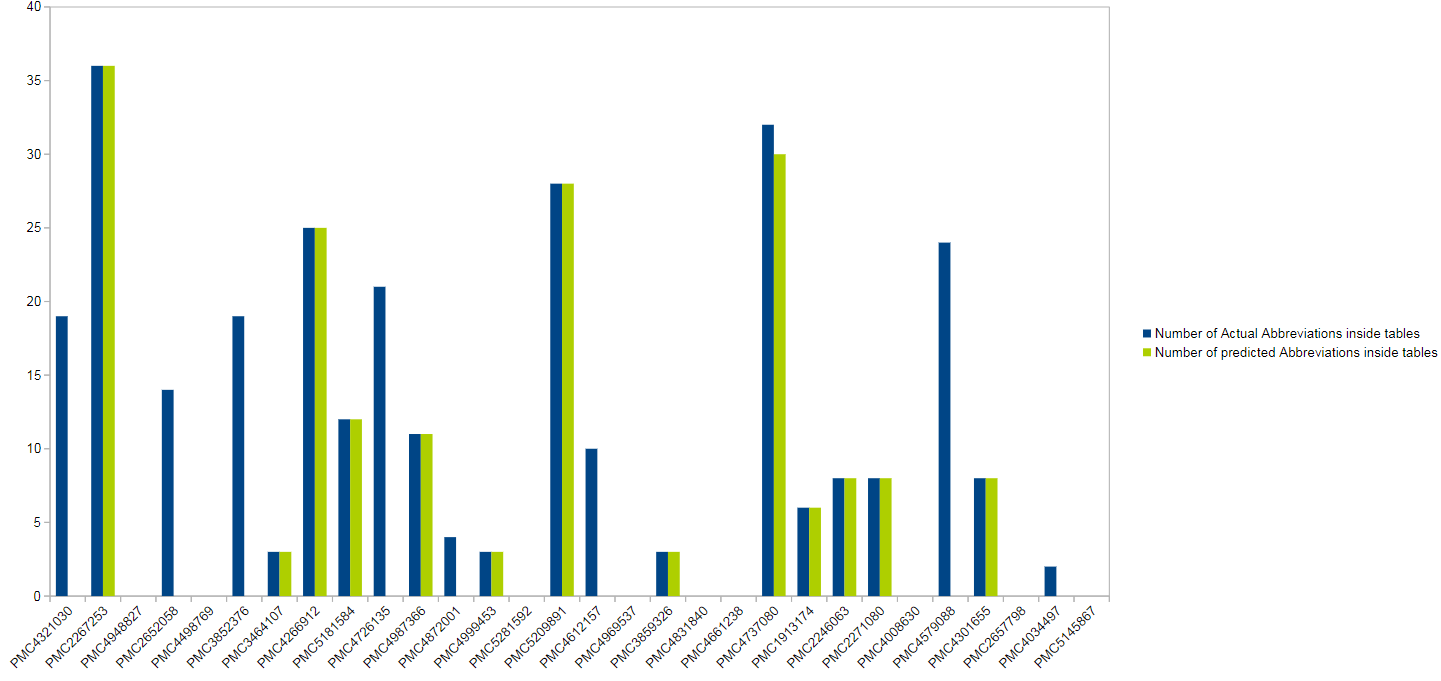 40
35
30
25
20
15
10
5
0
PMC4321030
PMC2267253
PMC4948827
PMC2652058
PMC4498769
PMC3852376
PMC3464107
PMC4266912
PMC5181584
PMC4726135
PMC4987366
PMC4872001
PMC4999453
PMC5281592
PMC5209891
PMC4612157
PMC4969537
PMC3859326
PMC4831840
PMC4661238
PMC4737080
PMC1913174
PMC2246063
PMC2271080
PMC4008630
PMC4579088
PMC4301655
PMC2657798
PMC4034497
PMC5145867
Number of Actual Abbreviations inside tables
Number of predicted Abbreviations inside tables